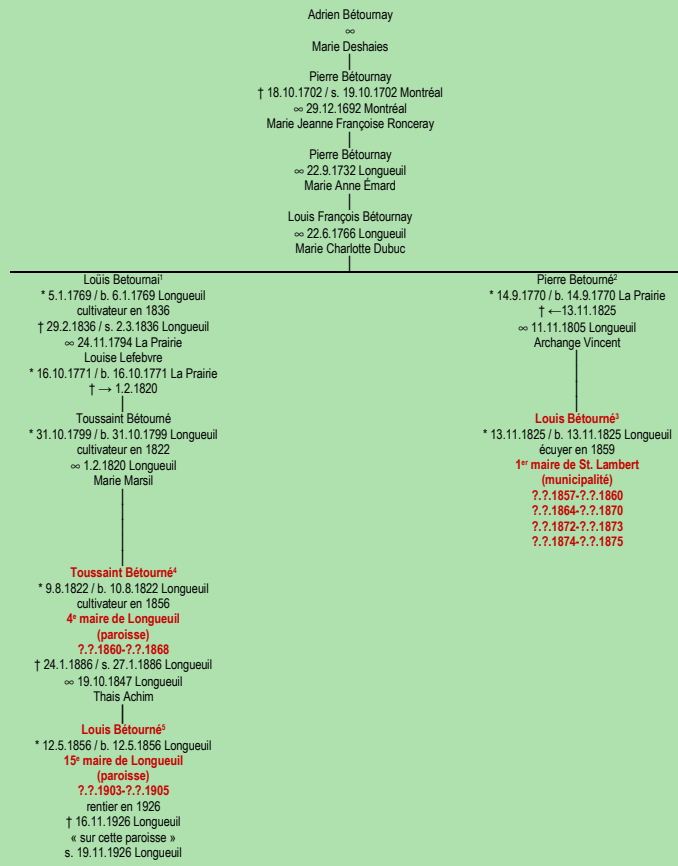 Adrien Bétournay
∞
Marie Deshaies
Pierre Bétournay
† 18.10.1702 / s. 19.10.1702 Montréal
∞ 29.12.1692 Montréal
Marie Jeanne Françoise Ronceray
Pierre Bétournay
∞ 22.9.1732 Longueuil
Marie Anne Émard
Louis François Bétournay
∞ 22.6.1766 Longueuil
Marie Charlotte Dubuc
Loüis Betournai¹
* 5.1.1769 / b. 6.1.1769 Longueuil
cultivateur en 1836
† 29.2.1836 / s. 2.3.1836 Longueuil
∞ 24.11.1794 La Prairie
Louise Lefebvre
* 16.10.1771 / b. 16.10.1771 La Prairie
† → 1.2.1820
Toussaint Bétourné
* 31.10.1799 / b. 31.10.1799 Longueuil
cultivateur en 1822
∞ 1.2.1820 Longueuil
Marie Marsil
Toussaint Bétourné⁴
* 9.8.1822 / b. 10.8.1822 Longueuil
cultivateur en 1856
4ᵉ maire de Longueuil
(paroisse)
?.?.1860-?.?.1868
† 24.1.1886 / s. 27.1.1886 Longueuil
∞ 19.10.1847 Longueuil
Thais Achim
Louis Bétourné⁵
* 12.5.1856 / b. 12.5.1856 Longueuil
15ᵉ maire de Longueuil
(paroisse)
?.?.1903-?.?.1905
rentier en 1926
† 16.11.1926 Longueuil
« sur cette paroisse »
s. 19.11.1926 Longueuil
Pierre Betourné²
* 14.9.1770 / b. 14.9.1770 La Prairie
† ←13.11.1825
∞ 11.11.1805 Longueuil
Archange Vincent
Louis Bétourné³
* 13.11.1825 / b. 13.11.1825 Longueuil
écuyer en 1859
1ᵉʳ maire de St. Lambert
(municipalité)
?.?.1857-?.?.1860
?.?.1864-?.?.1870
?.?.1872-?.?.1873
?.?.1874-?.?.1875